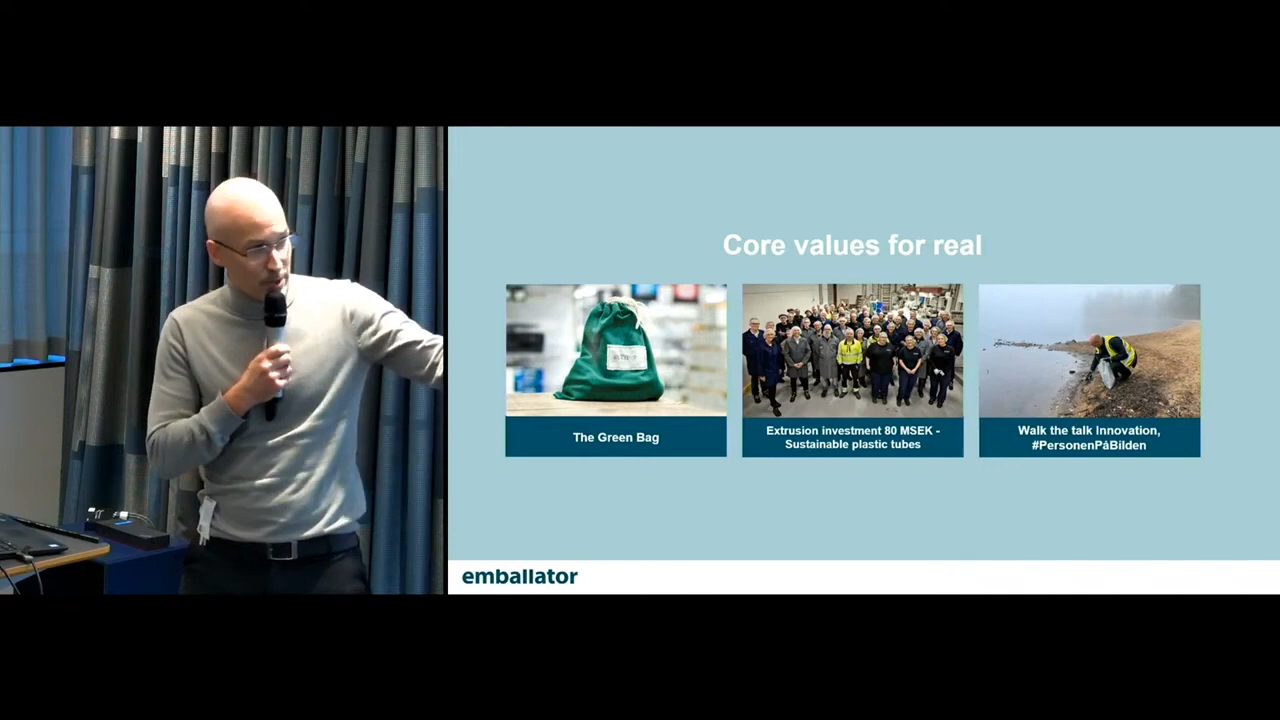 Core values for real
The Green Bag
Extrusion investment 80 MSEK -
Sustainable plastic tubes
Walk the talk Innovation,
#PersonenPåBilden
emballator